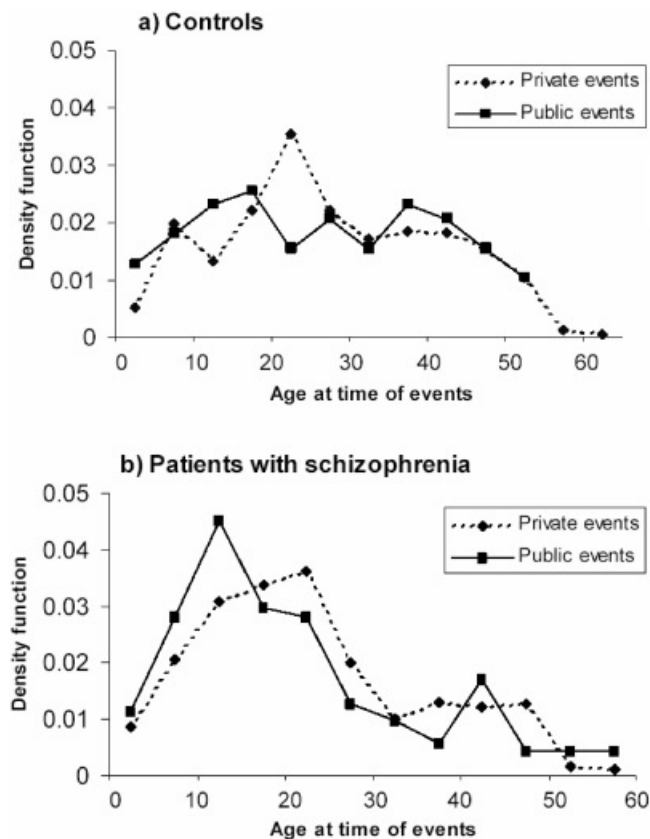 a) Controls
0.05
0.04
0.03
0.02
0.01
0
Density function
Private events
Public events
0 10 20 30 40 50 60
Age at time of events
b) Patients with schizophrenia
0.05
0.04
0.03
0.02
0.01
0
Density function
Private events
Public events
0 10 20 30 40 50 60
Age at time of events